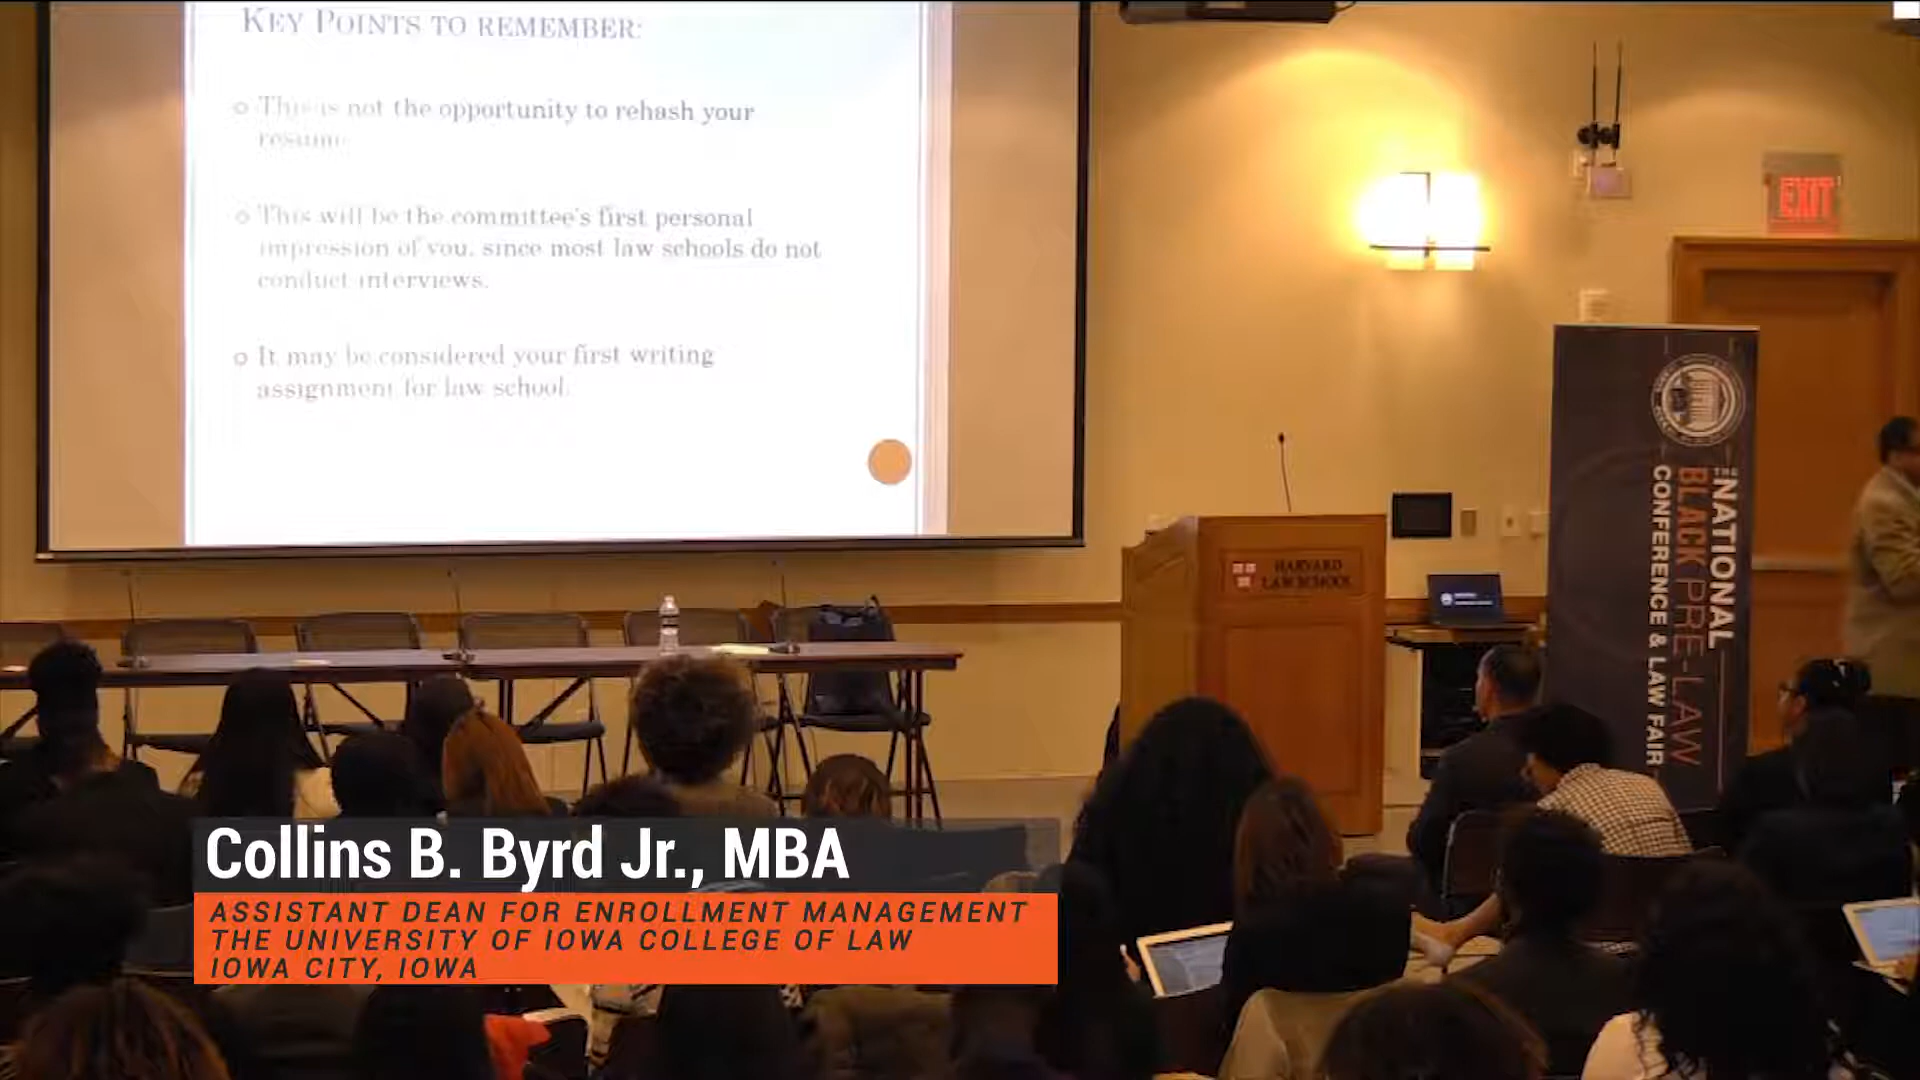 KEY POINTS TO REMEMBER:
This is not the opportunity to rehash your
resume.
This will be the committee's first personal
impression of you, since most law schools do not
conduct interviews.
It may be considered your first writing
assignment for law school.
EXIT
HARVARD
LAW SCHOOL
THE NATIONAL
BLACK PRE-LAW
CONFERENCE & LAW FAIR
Collins B. Byrd Jr., MBA
ASSISTANT DEAN FOR ENROLLMENT MANAGEMENT
THE UNIVERSITY OF IOWA COLLEGE OF LAW
IOWA CITY, IOWA